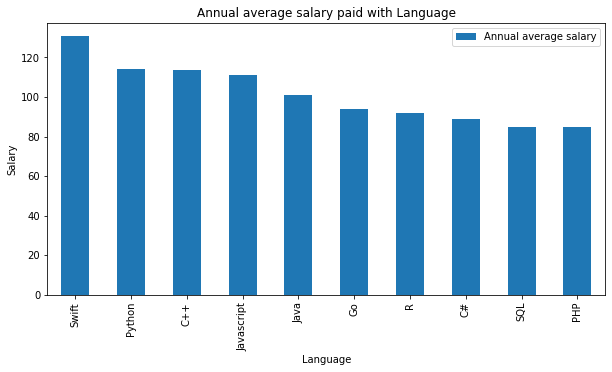 Annual average salary paid with Language
Annual average salary
Salary
120
100
80
60
40
20
0
Swift
Python
C++
Javascript
Java
Go
R
C#
SQL
PHP
Language